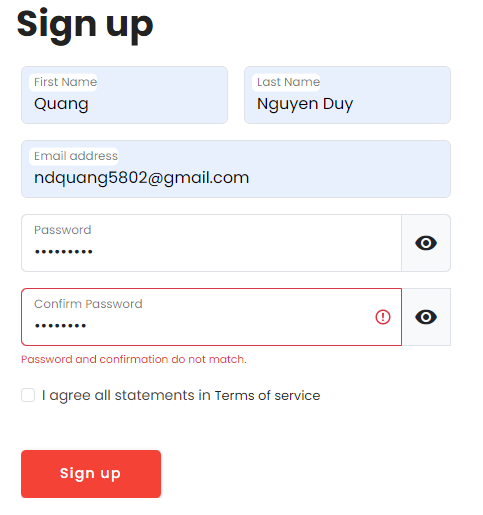 Sign up
First Name
Last Name
Quang
Nguyen Duy
Email address
ndquang5802@gmail.com
Password
•••••••••
Confirm Password
••••••••
Password and confirmation do not match.
I agree all statements in Terms of service
Sign up